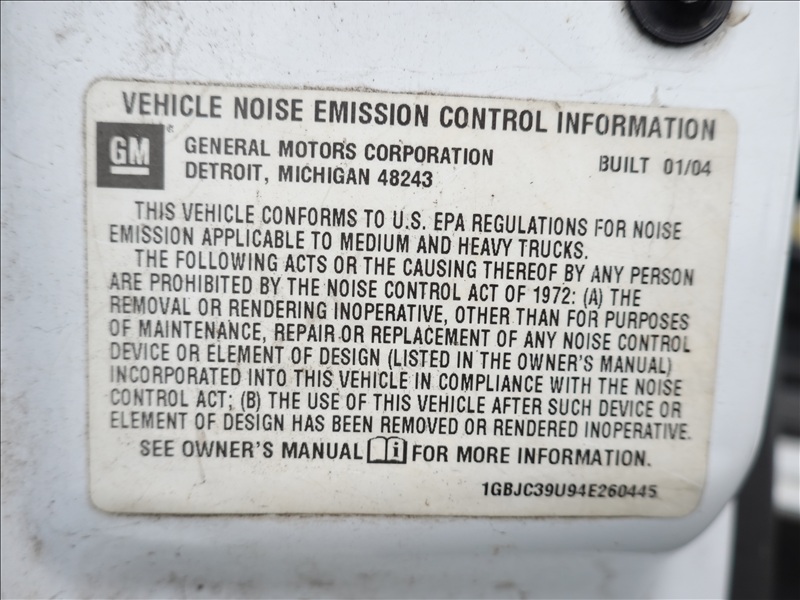 VEHICLE NOISE EMISSION CONTROL INFORMATION
GM
GENERAL MOTORS CORPORATION BUILT 01/04
DETROIT, MICHIGAN 48243
THIS VEHICLE CONFORMS TO U.S. EPA REGULATIONS FOR NOISE
EMISSION APPLICABLE TO MEDIUM AND HEAVY TRUCKS.
THE FOLLOWING ACTS OR THE CAUSING THEREOF BY ANY PERSON
ARE PROHIBITED BY THE NOISE CONTROL ACT OF 1972: (A) THE
REMOVAL OR RENDERING INOPERATIVE, OTHER THAN FOR PURPOSES
OF MAINTENANCE, REPAIR OR REPLACEMENT OF ANY NOISE CONTROL
DEVICE OR ELEMENT OF DESIGN (LISTED IN THE OWNER'S MANUAL)
INCORPORATED INTO THIS VEHICLE IN COMPLIANCE WITH THE NOISE
CONTROL ACT; (B) THE USE OF THIS VEHICLE AFTER SUCH DEVICE OR
ELEMENT OF DESIGN HAS BEEN REMOVED OR RENDERED INOPERATIVE.
SEE OWNER'S MANUAL i FOR MORE INFORMATION.
1GBJC39U94E260445